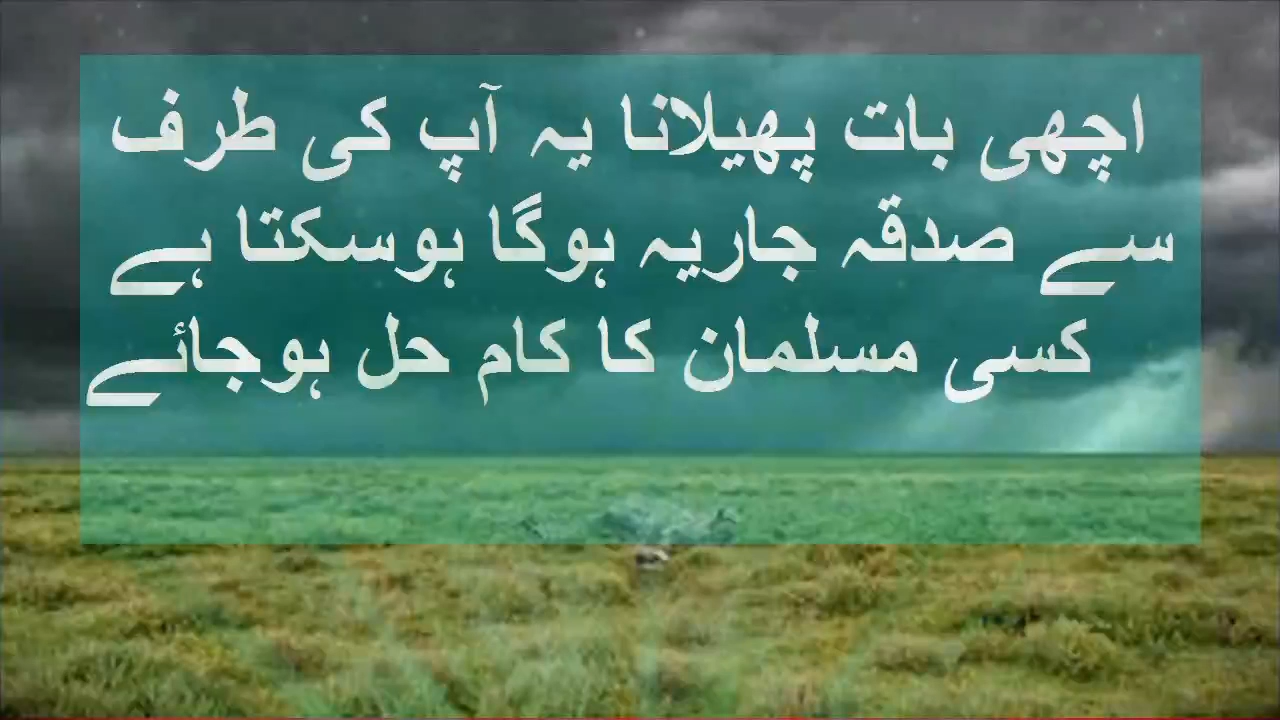 اچھی بات پھیلانا یہ آپ کی طرف
سے صدقہ جاریہ ہوگا ہوسکتا ہے
کسی مسلمان کا کام حل ہوجائے